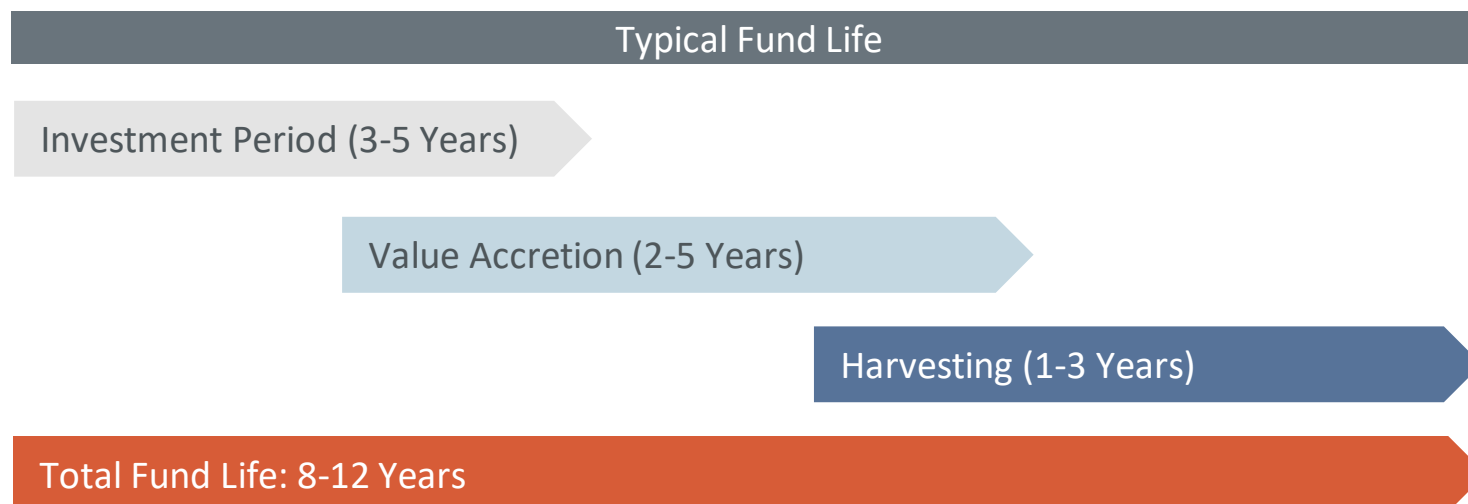 Typical Fund Life
Investment Period (3-5 Years)
Value Accretion (2-5 Years)
Harvesting (1-3 Years)
Total Fund Life: 8-12 Years